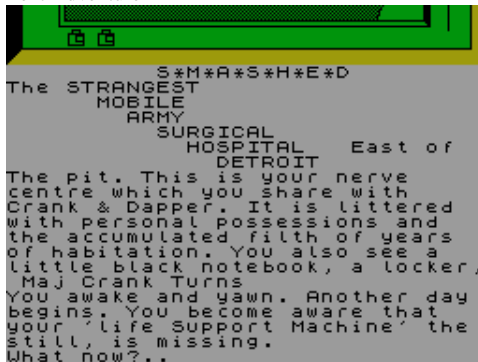 S*M*A*S*H*E*D
The STRANGEST
MOBILE
ARMY
SURGICAL
HOSPITAL East of
DETROIT
The pit. This is your nerve
centre which you share with
Crank & Dapper. It is littered
with personal possessions and
the accumulated filth of years
of habitation. You also see a
little black notebook, a locker,
Maj Crank Turns
You awake and yawn. Another day
begins. You become aware that
your 'life Support Machine' the
still, is missing.
What now?..